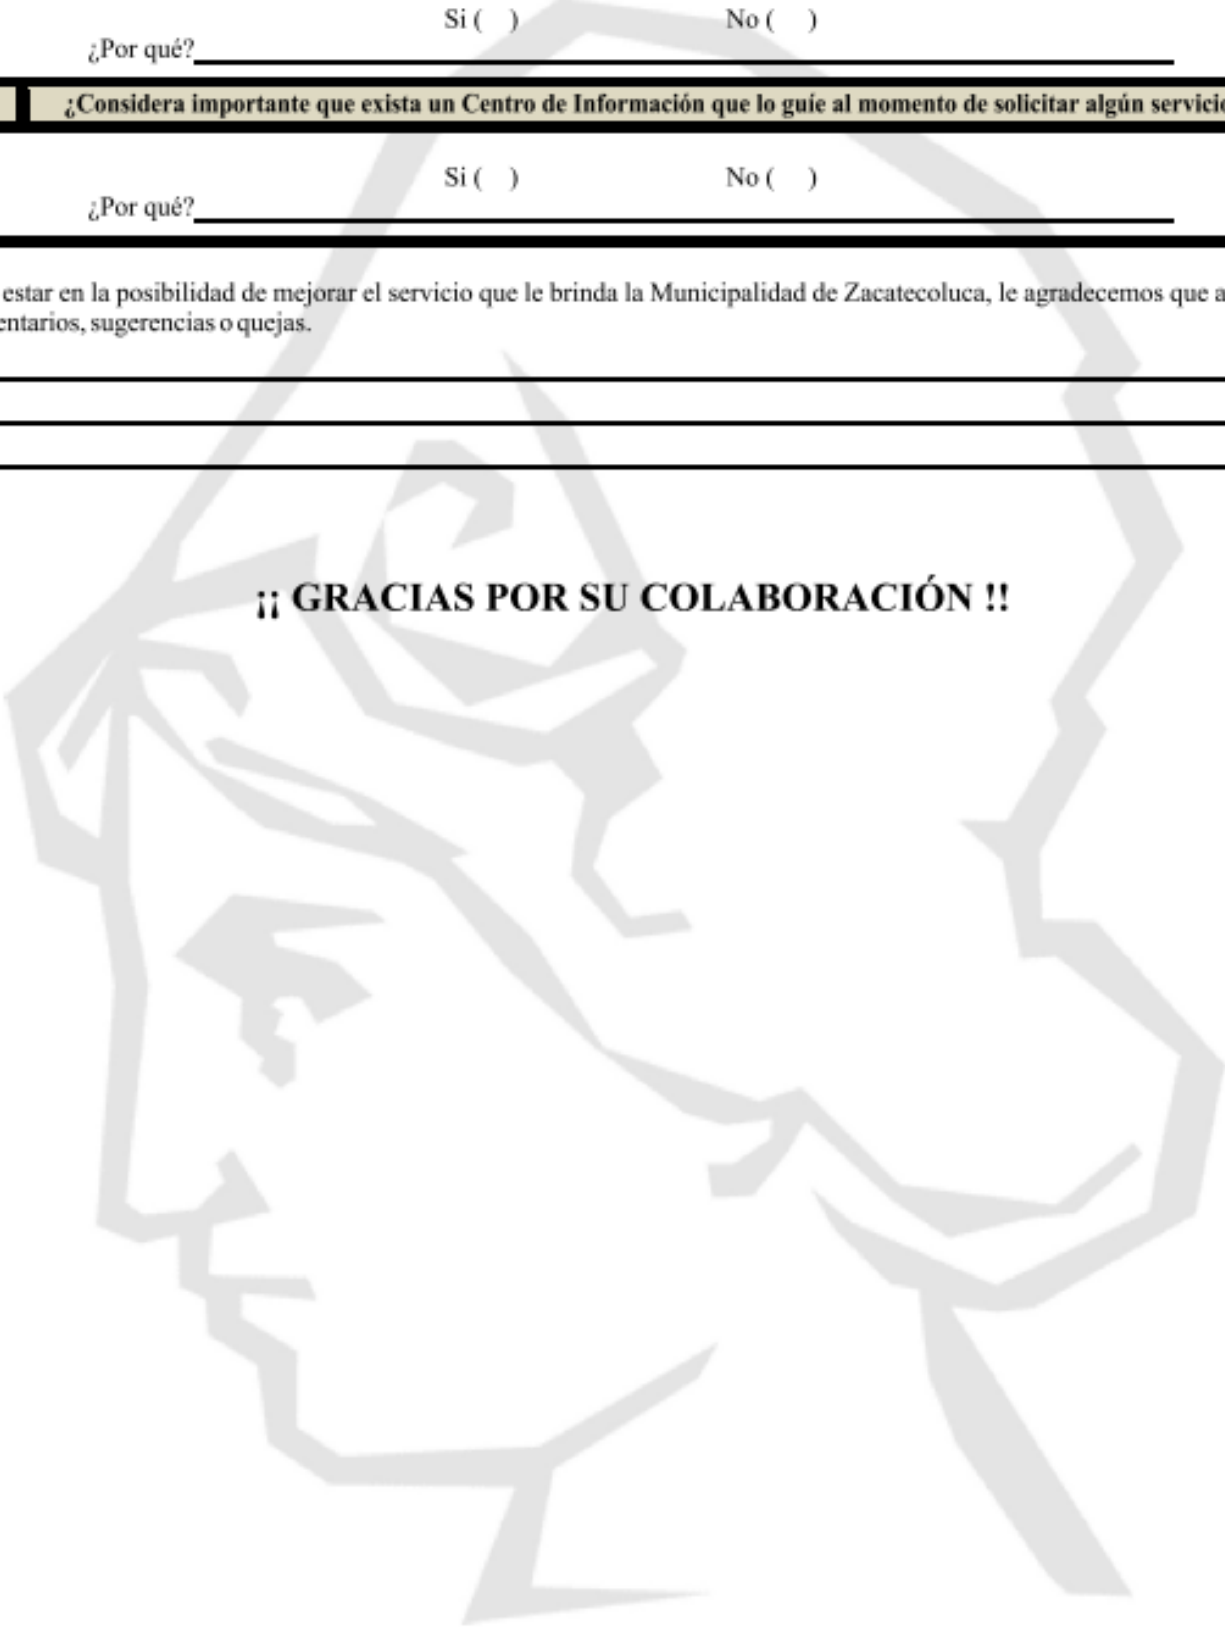 Si (   )   No (   )
¿Por qué?
¿Considera importante que exista un Centro de Información que lo guíe al momento de solicitar algún servicio
Si (   )   No (   )
¿Por qué?
estar en la posibilidad de mejorar el servicio que le brinda la Municipalidad de Zacatecoluca, le agradecemos que a
entarios, sugerencias o quejas.
¡¡ GRACIAS POR SU COLABORACIÓN !!